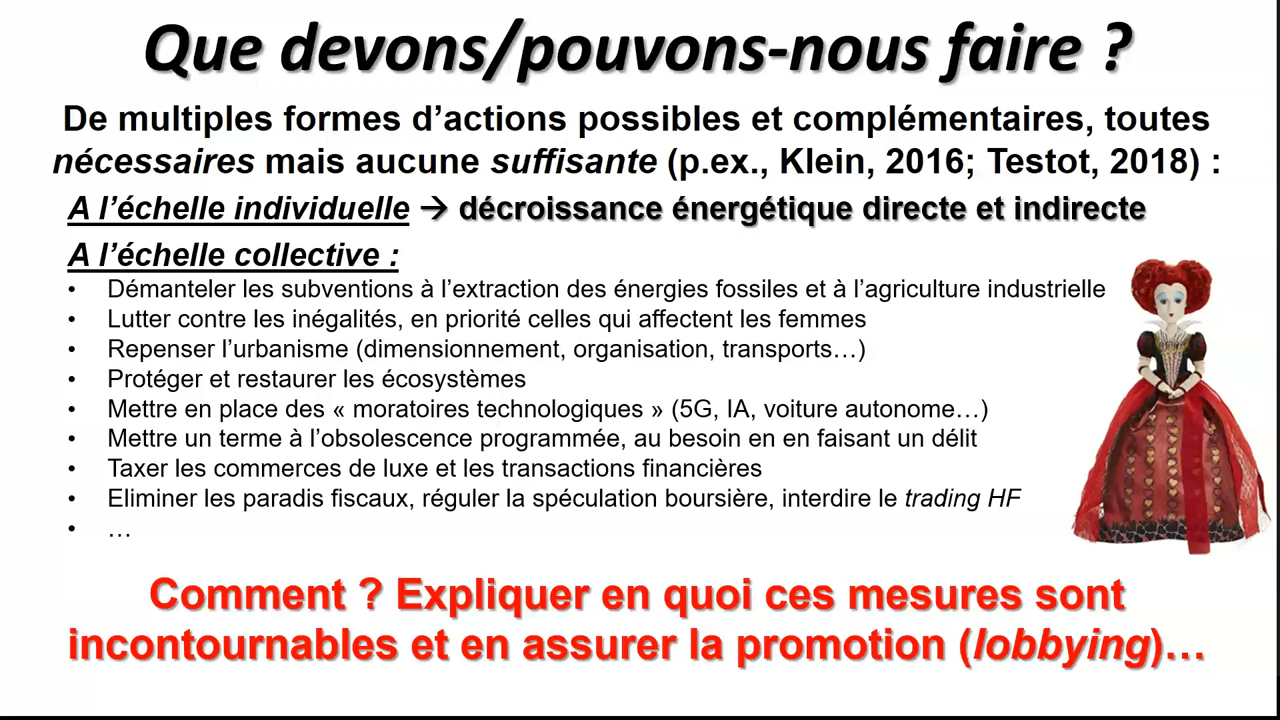 Que devons/pouvons-nous faire ?
De multiples formes d’actions possibles et complémentaires, toutes
nécessaires mais aucune suffisante (p.ex., Klein, 2016; Testot, 2018) :
A l’échelle individuelle → décroissance énergétique directe et indirecte
A l’échelle collective :
• Démanteler les subventions à l’extraction des énergies fossiles et à l’agriculture industrielle
• Lutter contre les inégalités, en priorité celles qui affectent les femmes
• Repenser l’urbanisme (dimensionnement, organisation, transports…)
• Protéger et restaurer les écosystèmes
• Mettre en place des « moratoires technologiques » (5G, IA, voiture autonome…)
• Mettre un terme à l’obsolescence programmée, au besoin en en faisant un délit
• Taxer les commerces de luxe et les transactions financières
• Eliminer les paradis fiscaux, réguler la spéculation boursière, interdire le trading HF
• …
Comment ? Expliquer en quoi ces mesures sont
incontournables et en assurer la promotion (lobbying)…